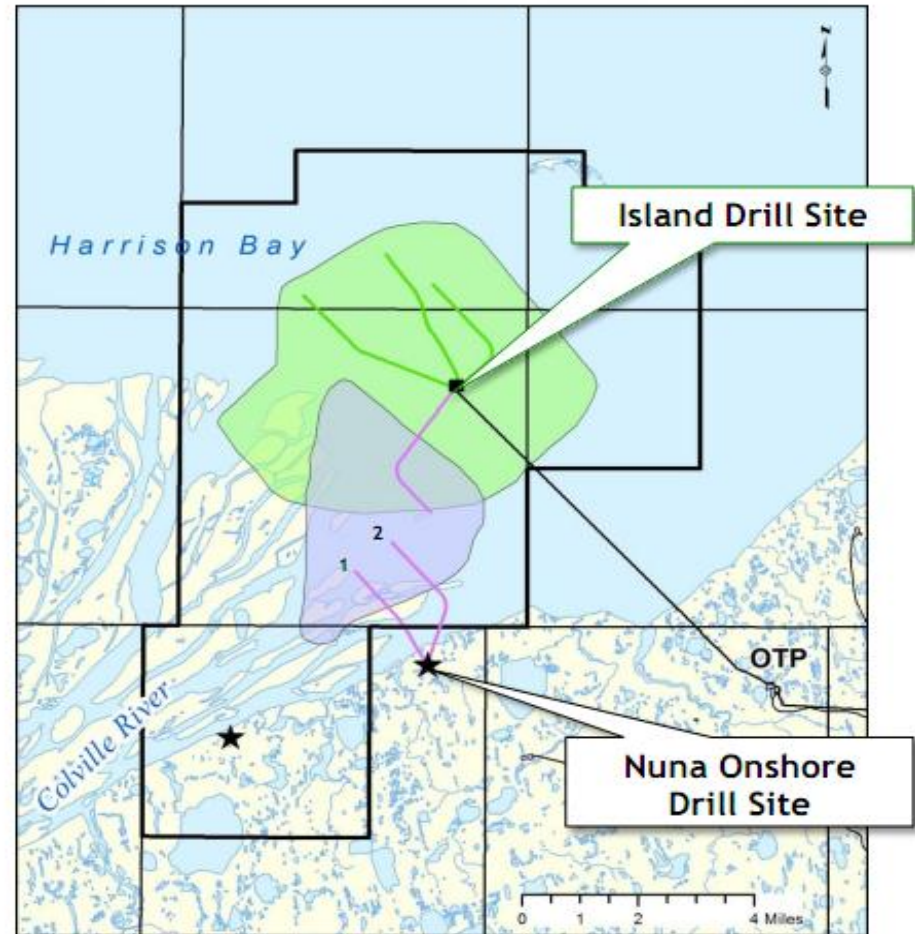 N
Island Drill Site
Harrison Bay
2
1
OTP
Colville River
Nuna Onshore
Drill Site
0 1 2 4 Miles